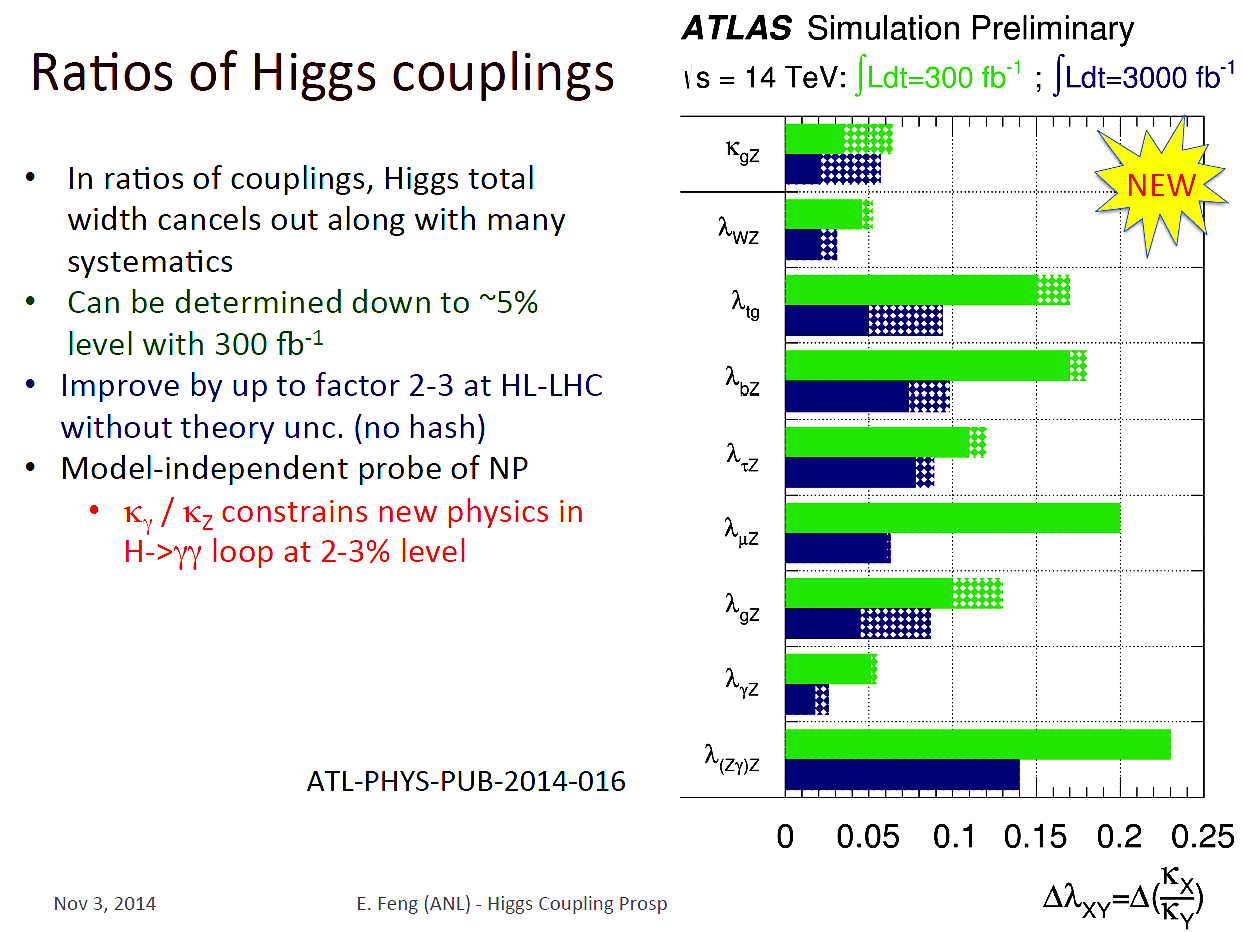 Ratios of Higgs couplings
• In ratios of couplings, Higgs total
width cancels out along with many
systematics
• Can be determined down to ~5%
level with 300 fb⁻¹
• Improve by up to factor 2-3 at HL-LHC
without theory unc. (no hash)
• Model-independent probe of NP
• κγ / κZ constrains new physics in
H->γγ loop at 2-3% level
ATL-PHYS-PUB-2014-016
ATLAS Simulation Preliminary
√s = 14 TeV: ∫Ldt=300 fb⁻¹ ; ∫Ldt=3000 fb⁻¹
NEW
κgZ
λWZ
λtg
λbZ
λτZ
λμZ
λgZ
λγZ
λ(Zγ)Z
0 0.05 0.1 0.15 0.2 0.25
ΔλXY=Δ(κX/κY)
Nov 3, 2014 E. Feng (ANL) - Higgs Coupling Prosp